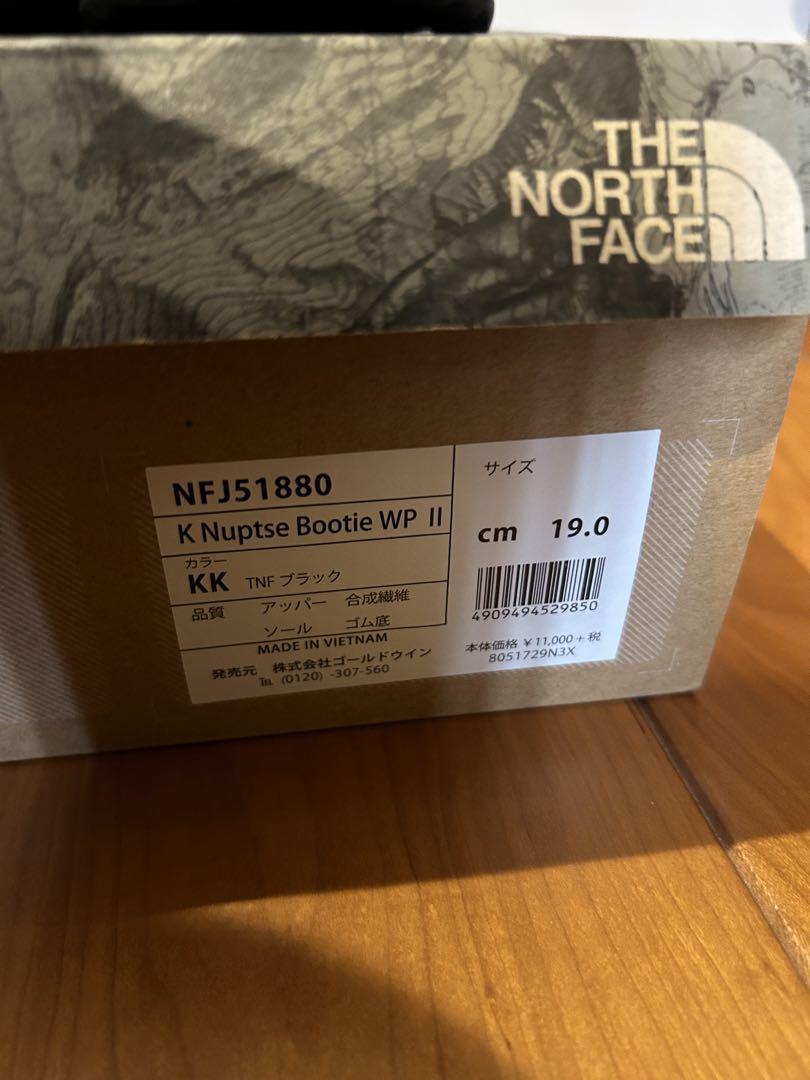 THE
NORTH
FACE
NFJ51880
K Nuptse Bootie WP II
カラー
KK TNF ブラック
品質 アッパー 合成繊維
ソール ゴム底
MADE IN VIETNAM
発売元 株式会社ゴールドウイン
℡ (0120) -307-560
サイズ
cm 19.0
4909494529850
本体価格 ¥11,000+税
8051729N3X